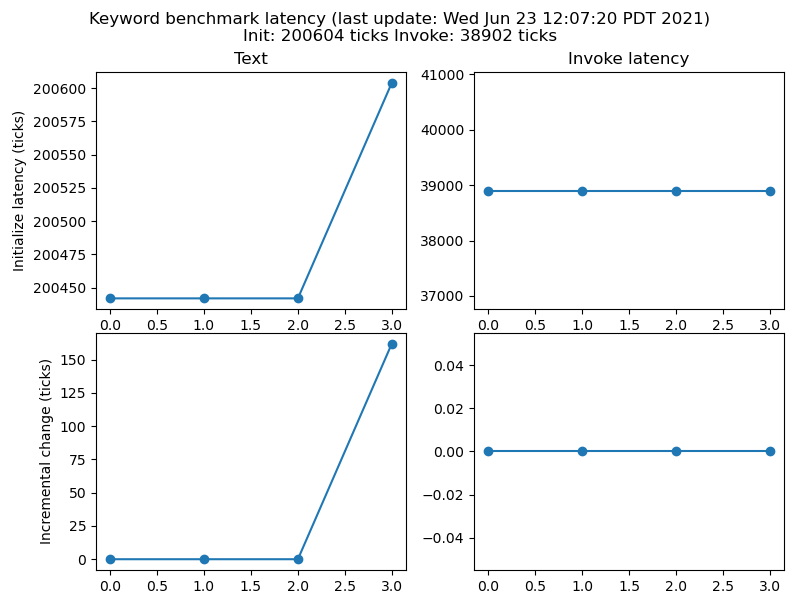 Keyword benchmark latency (last update: Wed Jun 23 12:07:20 PDT 2021)
Init: 200604 ticks Invoke: 38902 ticks
Text
Initialize latency (ticks)
200600
200575
200550
200525
200500
200475
200450
0.0 0.5 1.0 1.5 2.0 2.5 3.0
Invoke latency
41000
40000
39000
38000
37000
0.0 0.5 1.0 1.5 2.0 2.5 3.0
Incremental change (ticks)
150
125
100
75
50
25
0
0.0 0.5 1.0 1.5 2.0 2.5 3.0
0.04
0.02
0.00
−0.02
−0.04
0.0 0.5 1.0 1.5 2.0 2.5 3.0